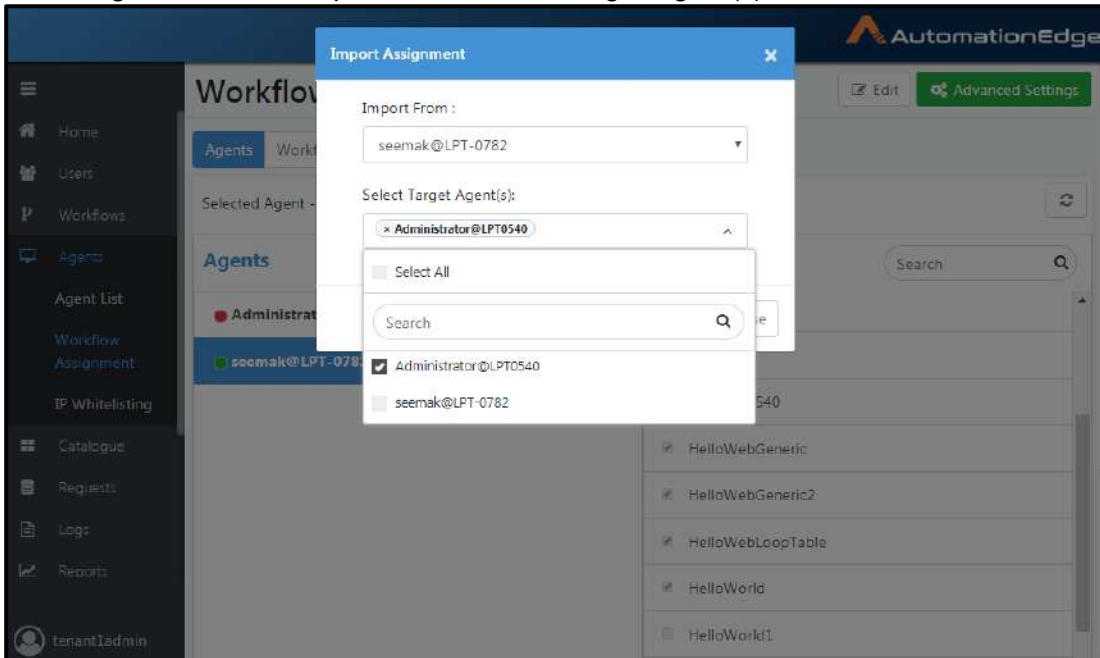 AutomationEdge
Import Assignment ×
Workflow
Edit
Advanced Settings
Import From :
seemak@LPT-0782
Agents
Selected Agent -
Select Target Agent(s):
× Administrator@LPT0540
Select All
Search
Administrator@LPT0540
seemak@LPT-0782
Agents
Search
Administrat
seemak@LPT-078
540
HelloWebGeneric
HelloWebGeneric2
HelloWebLoopTable
HelloWorld
HelloWorld1
Home
Users
Workflows
Agents
Agent List
Workflow
Assignment
IP Whitelisting
Catalogue
Requests
Logs
Reports
tenant1admin